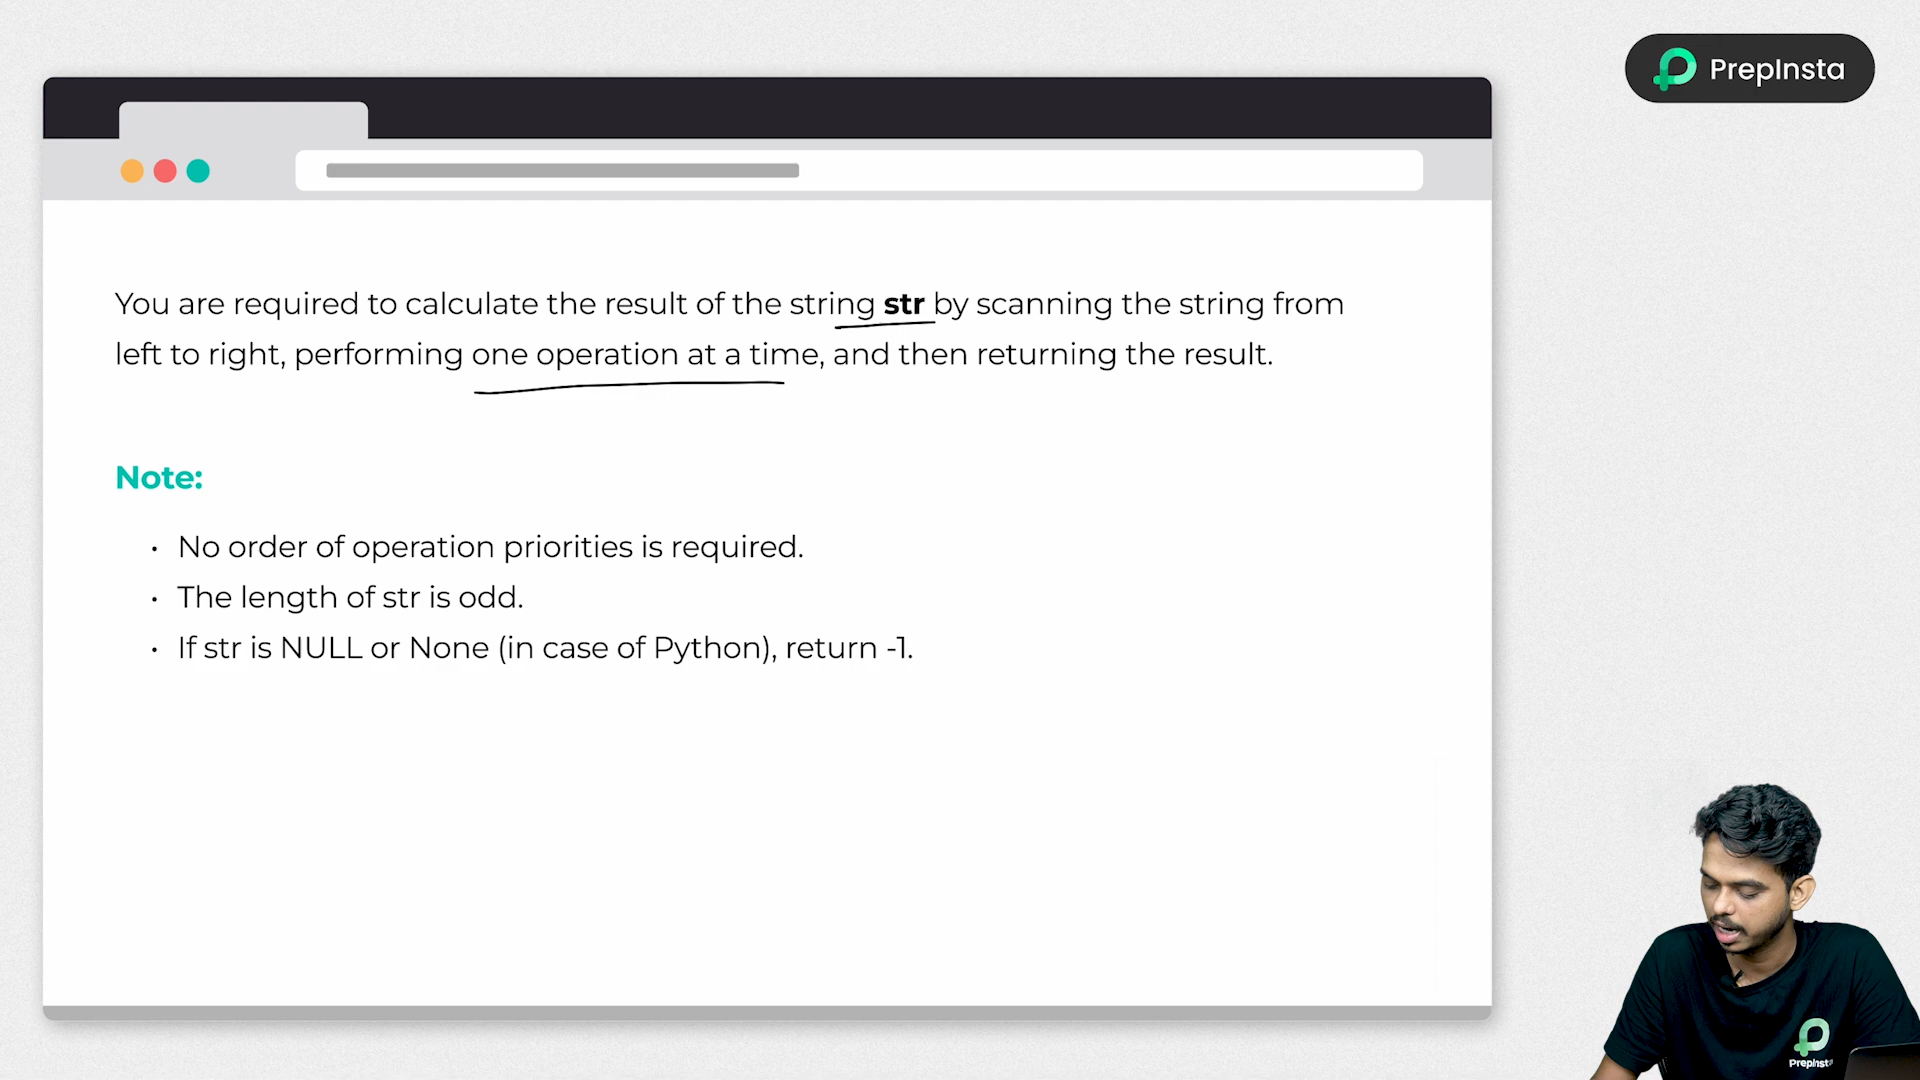 PrepInsta
You are required to calculate the result of the string str by scanning the string from
left to right, performing one operation at a time, and then returning the result.
Note:
• No order of operation priorities is required.
• The length of str is odd.
• If str is NULL or None (in case of Python), return -1.
PrepInsta